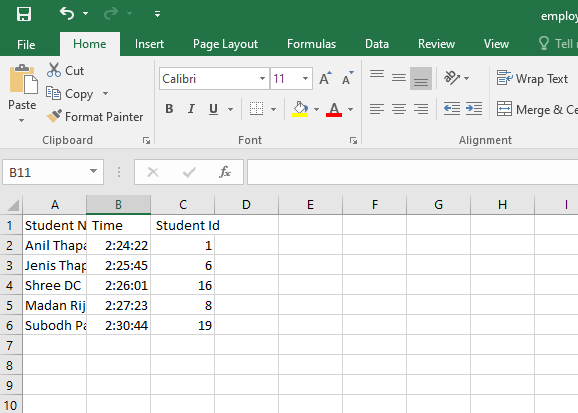 employ
File Home Insert Page Layout Formulas Data Review View Tell
Cut Calibri 11 A A Wrap Text
Copy
Paste Format Painter B I U A Merge & Ce
Clipboard Font Alignment
B11 fx
A B C D E F G H I
1 Student N Time Student Id
2 Anil Thapa 2:24:22 1
3 Jenis Thap 2:25:45 6
4 Shree DC 2:26:01 16
5 Madan Rij 2:27:23 8
6 Subodh Pa 2:30:44 19
7
8
9
10